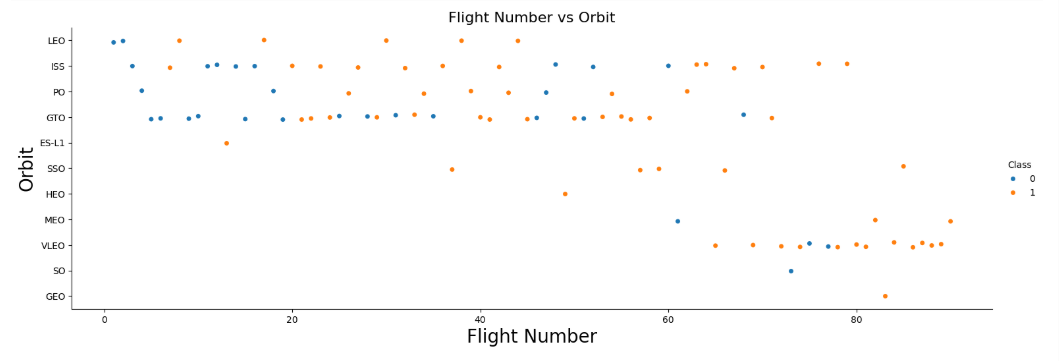 Flight Number vs Orbit
Orbit
LEO
ISS
PO
GTO
ES-L1
SSO
HEO
MEO
VLEO
SO
GEO
0 20 40 60 80
Flight Number
Class
0
1